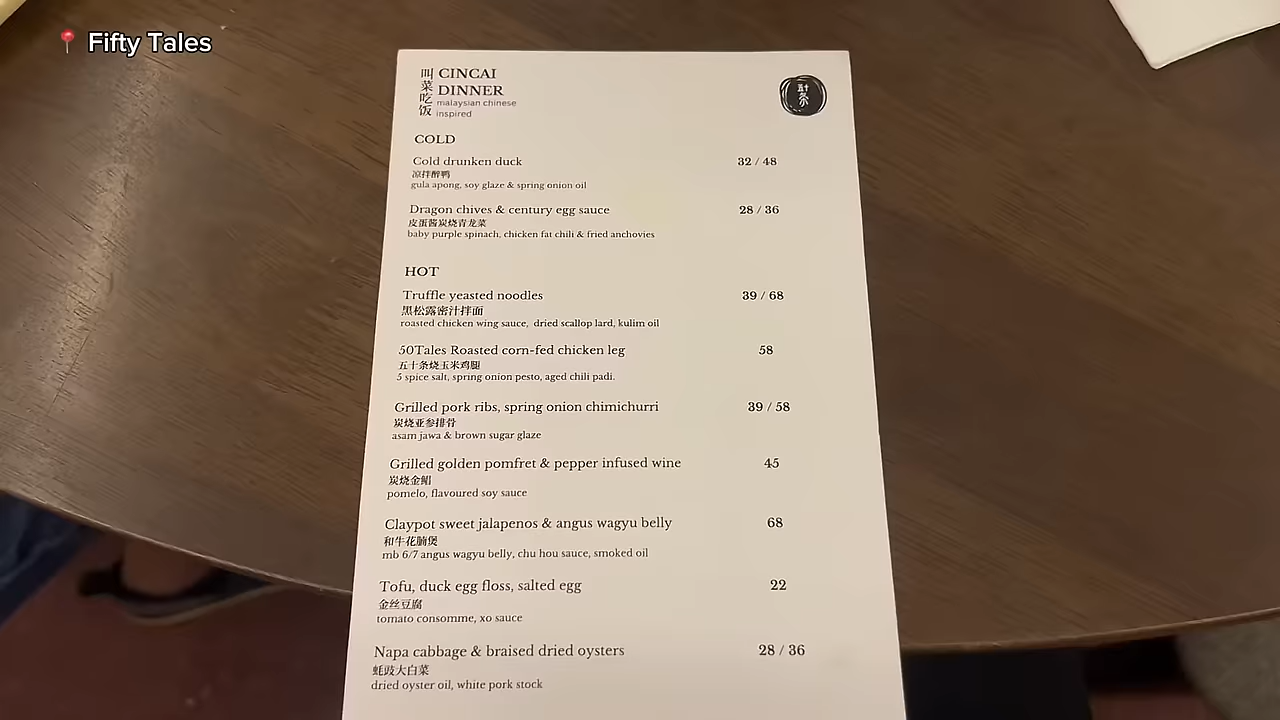 Fifty Tales
叫菜吃饭
CINCAI
DINNER
malaysian chinese
inspired
COLD
Cold drunken duck 32 / 48
凉拌醉鸭
gula apong, soy glaze & spring onion oil
Dragon chives & century egg sauce 28 / 36
皮蛋酱炭烧青龙菜
baby purple spinach, chicken fat chili & fried anchovies
HOT
Truffle yeasted noodles 39 / 68
黑松露密汁拌面
roasted chicken wing sauce, dried scallop lard, kulim oil
50Tales Roasted corn-fed chicken leg 58
五十条烧玉米鸡腿
5 spice salt, spring onion pesto, aged chili padi.
Grilled pork ribs, spring onion chimichurri 39 / 58
炭烧亚参排骨
asam jawa & brown sugar glaze
Grilled golden pomfret & pepper infused wine 45
炭烧金鲳
pomelo, flavoured soy sauce
Claypot sweet jalapenos & angus wagyu belly 68
和牛花腩煲
mb 6/7 angus wagyu belly, chu hou sauce, smoked oil
Tofu, duck egg floss, salted egg 22
金丝豆腐
tomato consomme, xo sauce
Napa cabbage & braised dried oysters 28 / 36
蚝豉大白菜
dried oyster oil, white pork stock